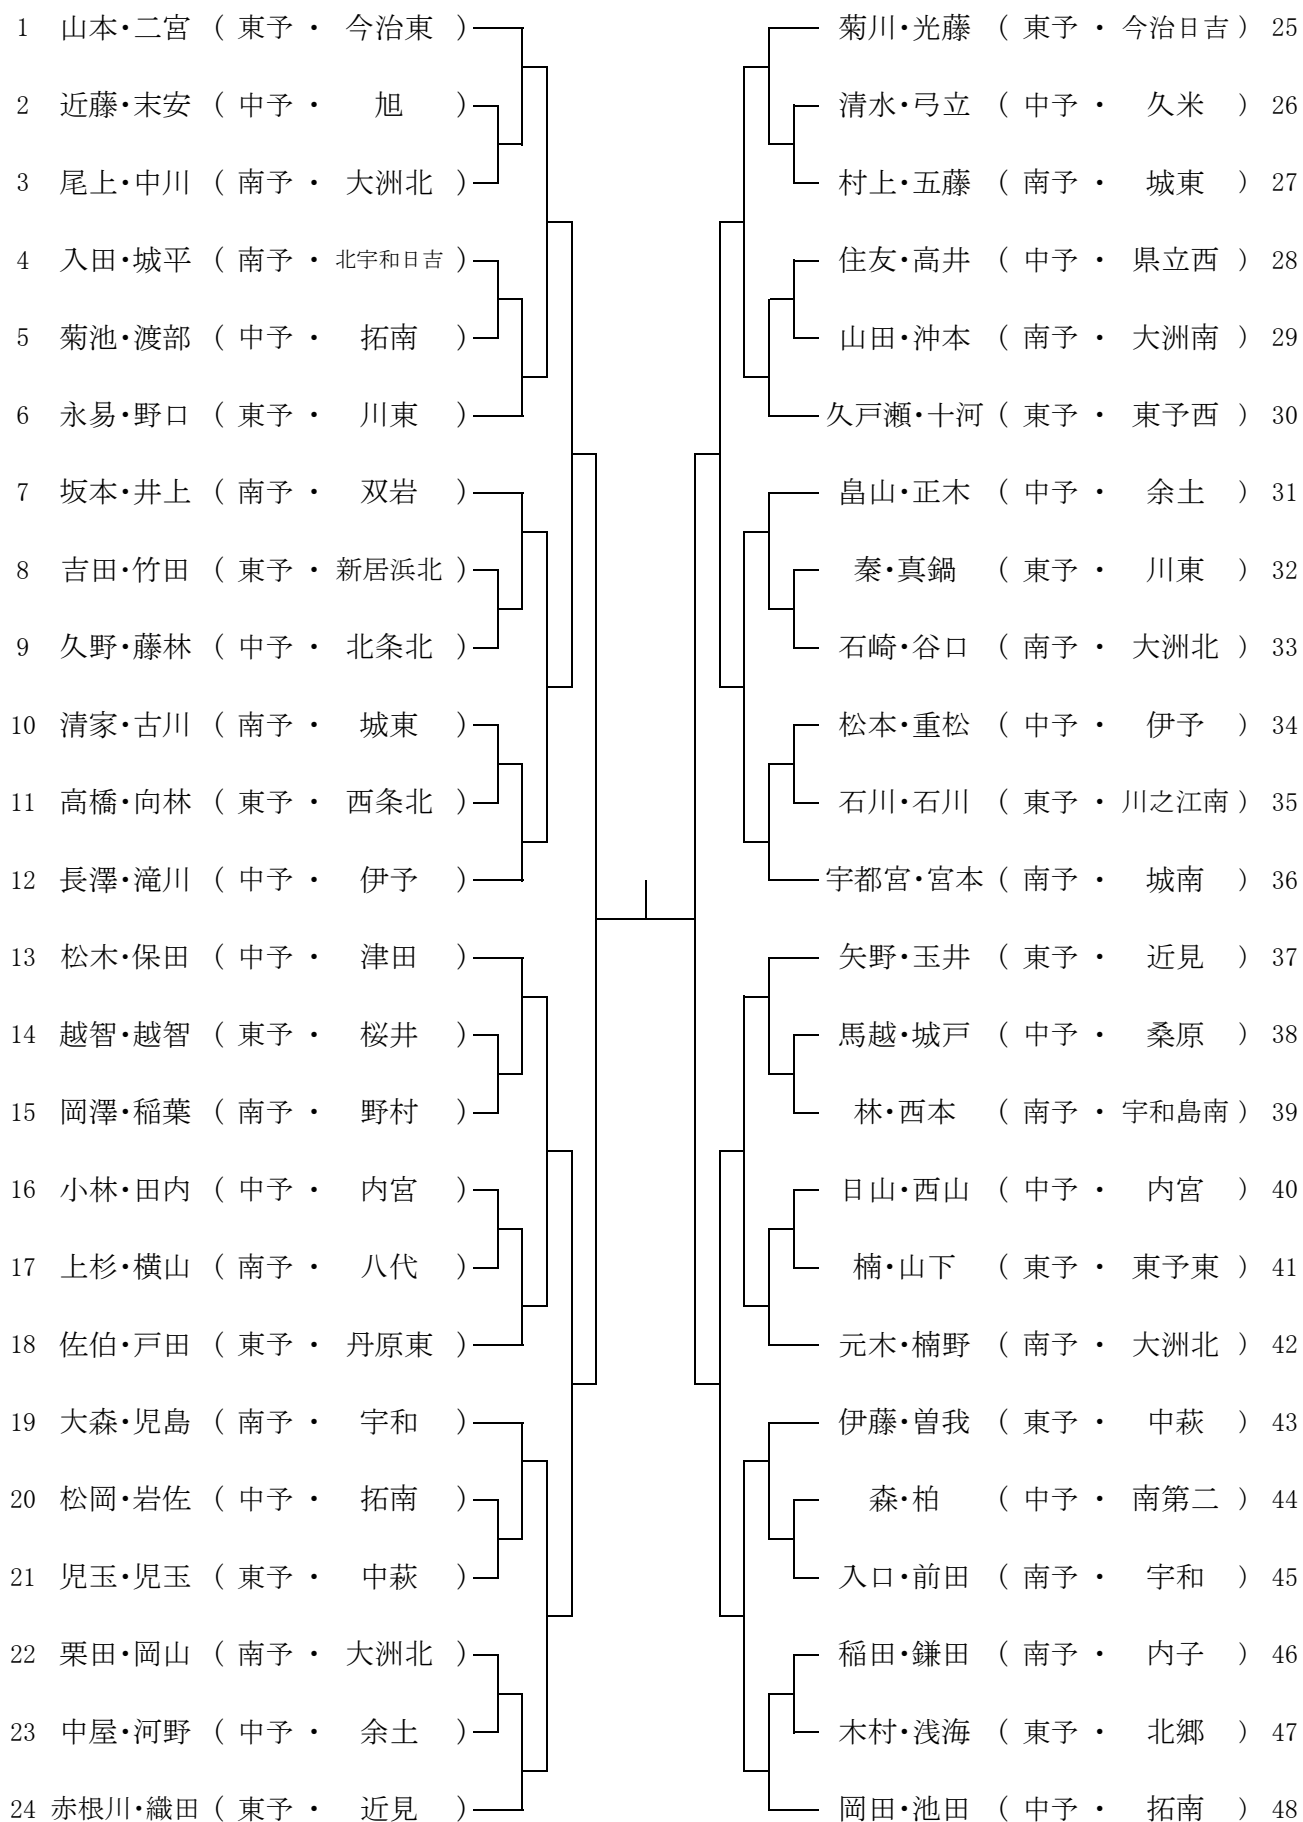 1 山本・二宮 ( 東予 ・ 今治東 )
2 近藤・末安 ( 中予 ・ 旭 )
3 尾上・中川 ( 南予 ・ 大洲北 )
4 入田・城平 ( 南予 ・ 北宇和日吉 )
5 菊池・渡部 ( 中予 ・ 拓南 )
6 永易・野口 ( 東予 ・ 川東 )
7 坂本・井上 ( 南予 ・ 双岩 )
8 吉田・竹田 ( 東予 ・ 新居浜北 )
9 久野・藤林 ( 中予 ・ 北条北 )
10 清家・古川 ( 南予 ・ 城東 )
11 高橋・向林 ( 東予 ・ 西条北 )
12 長澤・滝川 ( 中予 ・ 伊予 )
13 松木・保田 ( 中予 ・ 津田 )
14 越智・越智 ( 東予 ・ 桜井 )
15 岡澤・稲葉 ( 南予 ・ 野村 )
16 小林・田内 ( 中予 ・ 内宮 )
17 上杉・横山 ( 南予 ・ 八代 )
18 佐伯・戸田 ( 東予 ・ 丹原東 )
19 大森・児島 ( 南予 ・ 宇和 )
20 松岡・岩佐 ( 中予 ・ 拓南 )
21 児玉・児玉 ( 東予 ・ 中萩 )
22 栗田・岡山 ( 南予 ・ 大洲北 )
23 中屋・河野 ( 中予 ・ 余土 )
24 赤根川・織田 ( 東予 ・ 近見 )
菊川・光藤 ( 東予 ・ 今治日吉 ) 25
清水・弓立 ( 中予 ・ 久米 ) 26
村上・五藤 ( 南予 ・ 城東 ) 27
住友・高井 ( 中予 ・ 県立西 ) 28
山田・沖本 ( 南予 ・ 大洲南 ) 29
久戸瀬・十河 ( 東予 ・ 東予西 ) 30
畠山・正木 ( 中予 ・ 余土 ) 31
秦・真鍋 ( 東予 ・ 川東 ) 32
石崎・谷口 ( 南予 ・ 大洲北 ) 33
松本・重松 ( 中予 ・ 伊予 ) 34
石川・石川 ( 東予 ・ 川之江南 ) 35
宇都宮・宮本 ( 南予 ・ 城南 ) 36
矢野・玉井 ( 東予 ・ 近見 ) 37
馬越・城戸 ( 中予 ・ 桑原 ) 38
林・西本 ( 南予 ・ 宇和島南 ) 39
日山・西山 ( 中予 ・ 内宮 ) 40
楠・山下 ( 東予 ・ 東予東 ) 41
元木・楠野 ( 南予 ・ 大洲北 ) 42
伊藤・曽我 ( 東予 ・ 中萩 ) 43
森・柏 ( 中予 ・ 南第二 ) 44
入口・前田 ( 南予 ・ 宇和 ) 45
稲田・鎌田 ( 南予 ・ 内子 ) 46
木村・浅海 ( 東予 ・ 北郷 ) 47
岡田・池田 ( 中予 ・ 拓南 ) 48